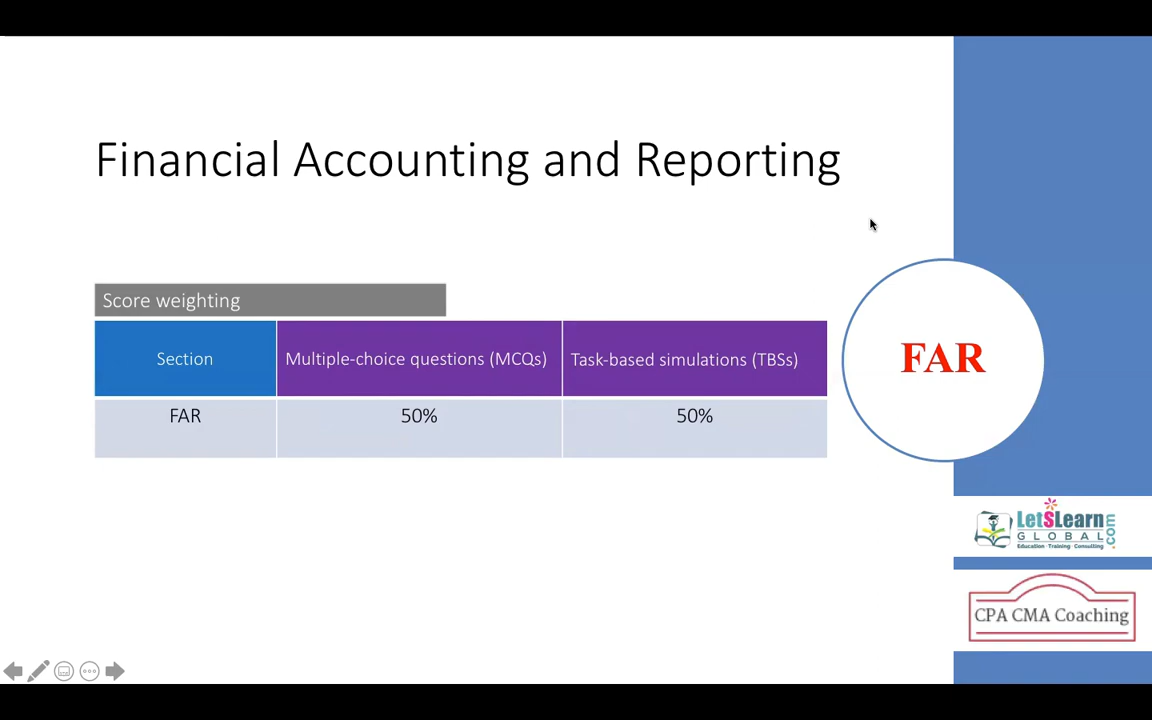 Financial Accounting and Reporting
Score weighting
Section Multiple-choice questions (MCQs) Task-based simulations (TBSs)
FAR 50% 50%
FAR
LetSLearn
GLOBAL
.com
Education Training Consulting
CPA CMA Coaching